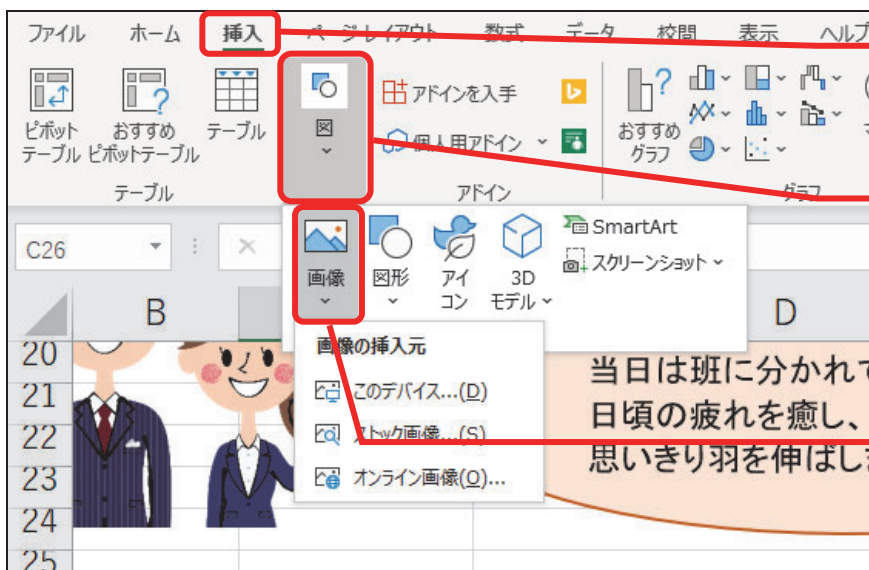 ファイル ホーム 挿入 ページ レイアウト 数式 データ 校閲 表示 ヘルプ
ピボット
テーブル
おすすめ
ピボットテーブル
テーブル
テーブル
図
アドインを入手
個人用アドイン
アドイン
おすすめ
グラフ
グラフ
C26
画像
図形
アイ
コン
3D
モデル
SmartArt
スクリーンショット
画像の挿入元
このデバイス...(D)
ストック画像...(S)
オンライン画像(O)...
B D
20
21
22
23
24
25
当日は班に分かれて
日頃の疲れを癒し、
思いきり羽を伸ばし